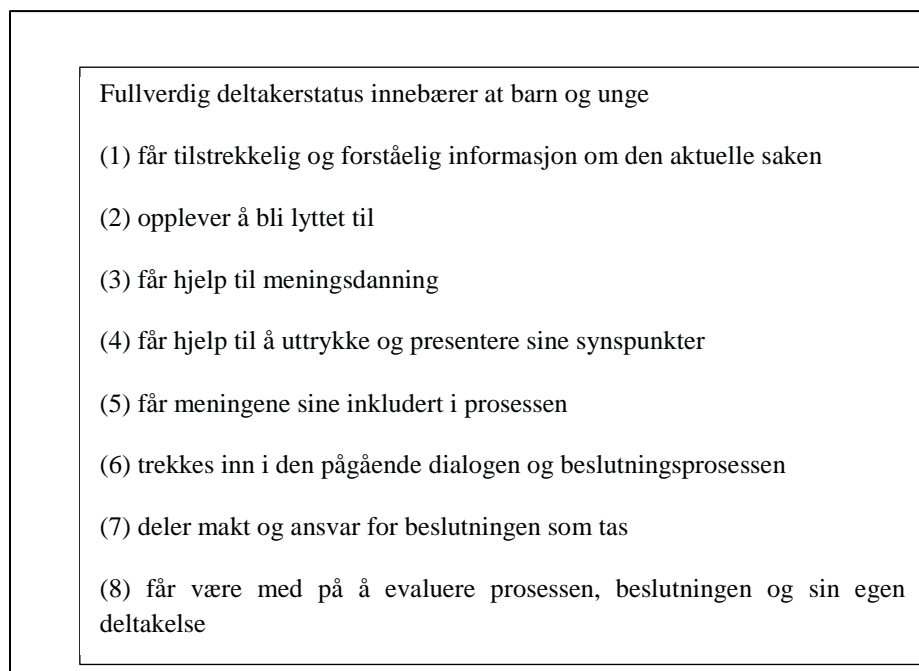 Fullverdig deltakerstatus innebærer at barn og unge
(1) får tilstrekkelig og forståelig informasjon om den aktuelle saken
(2) opplever å bli lyttet til
(3) får hjelp til meningsdanning
(4) får hjelp til å uttrykke og presentere sine synspunkter
(5) får meningene sine inkludert i prosessen
(6) trekkes inn i den pågående dialogen og beslutningsprosessen
(7) deler makt og ansvar for beslutningen som tas
(8) får være med på å evaluere prosessen, beslutningen og sin egen
deltakelse